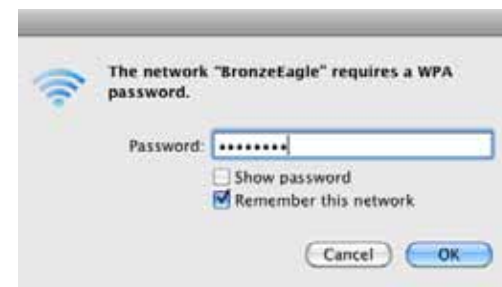 The network "BronzeEagle" requires a WPA
password.
Password: ••••••••
Show password
Remember this network
Cancel OK